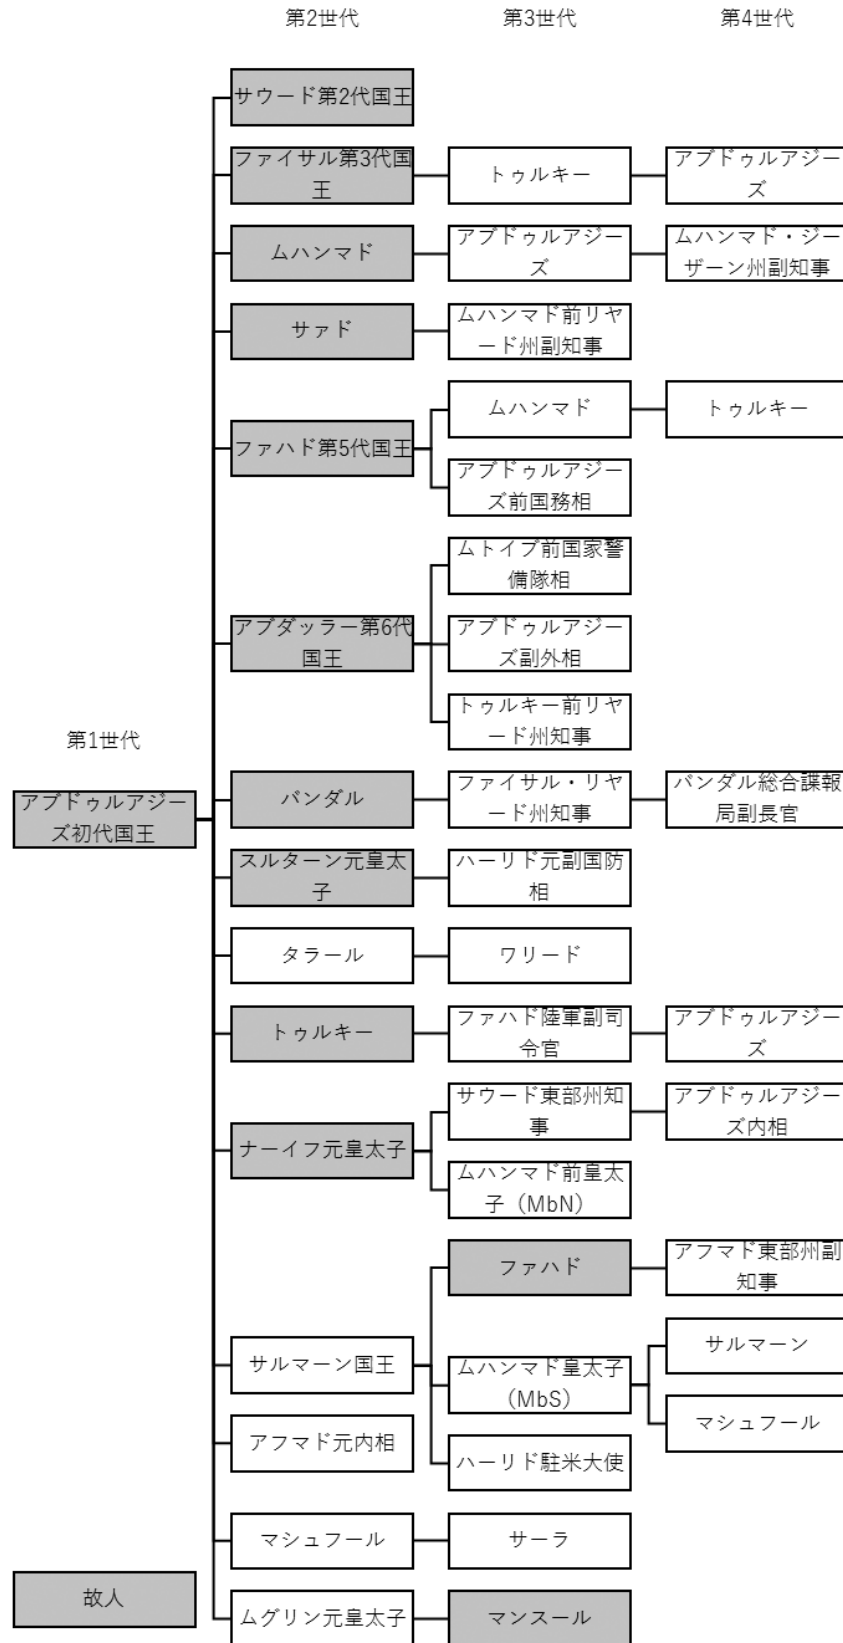 第2世代
第3世代
第4世代
サウード第2代国王
ファイサル第3代国
王
トゥルキー
アブドゥルアジー
ズ
ムハンマド
アブドゥルアジー
ズ
ムハンマド・ジー
ザーン州副知事
サァド
ムハンマド前リヤ
ード州副知事
ファハド第5代国王
ムハンマド
トゥルキー
アブドゥルアジー
ズ前国務相
アブダッラー第6代
国王
ムトイブ前国家警
備隊相
アブドゥルアジー
ズ副外相
トゥルキー前リヤ
ード州知事
第1世代
アブドゥルアジー
ズ初代国王
バンダル
ファイサル・リヤ
ード州知事
バンダル総合諜報
局副長官
スルターン元皇太
子
ハーリド元副国防
相
タラール
ワリード
トゥルキー
ファハド陸軍副司
令官
アブドゥルアジー
ズ
ナーイフ元皇太子
サウード東部州知
事
アブドゥルアジー
ズ内相
ムハンマド前皇太
子（MbN）
サルマーン国王
ファハド
アフマド東部州副
知事
ムハンマド皇太子
（MbS）
サルマーン
マシュフール
ハーリド駐米大使
アフマド元内相
マシュフール
サーラ
ムグリン元皇太子
マンスール
故人